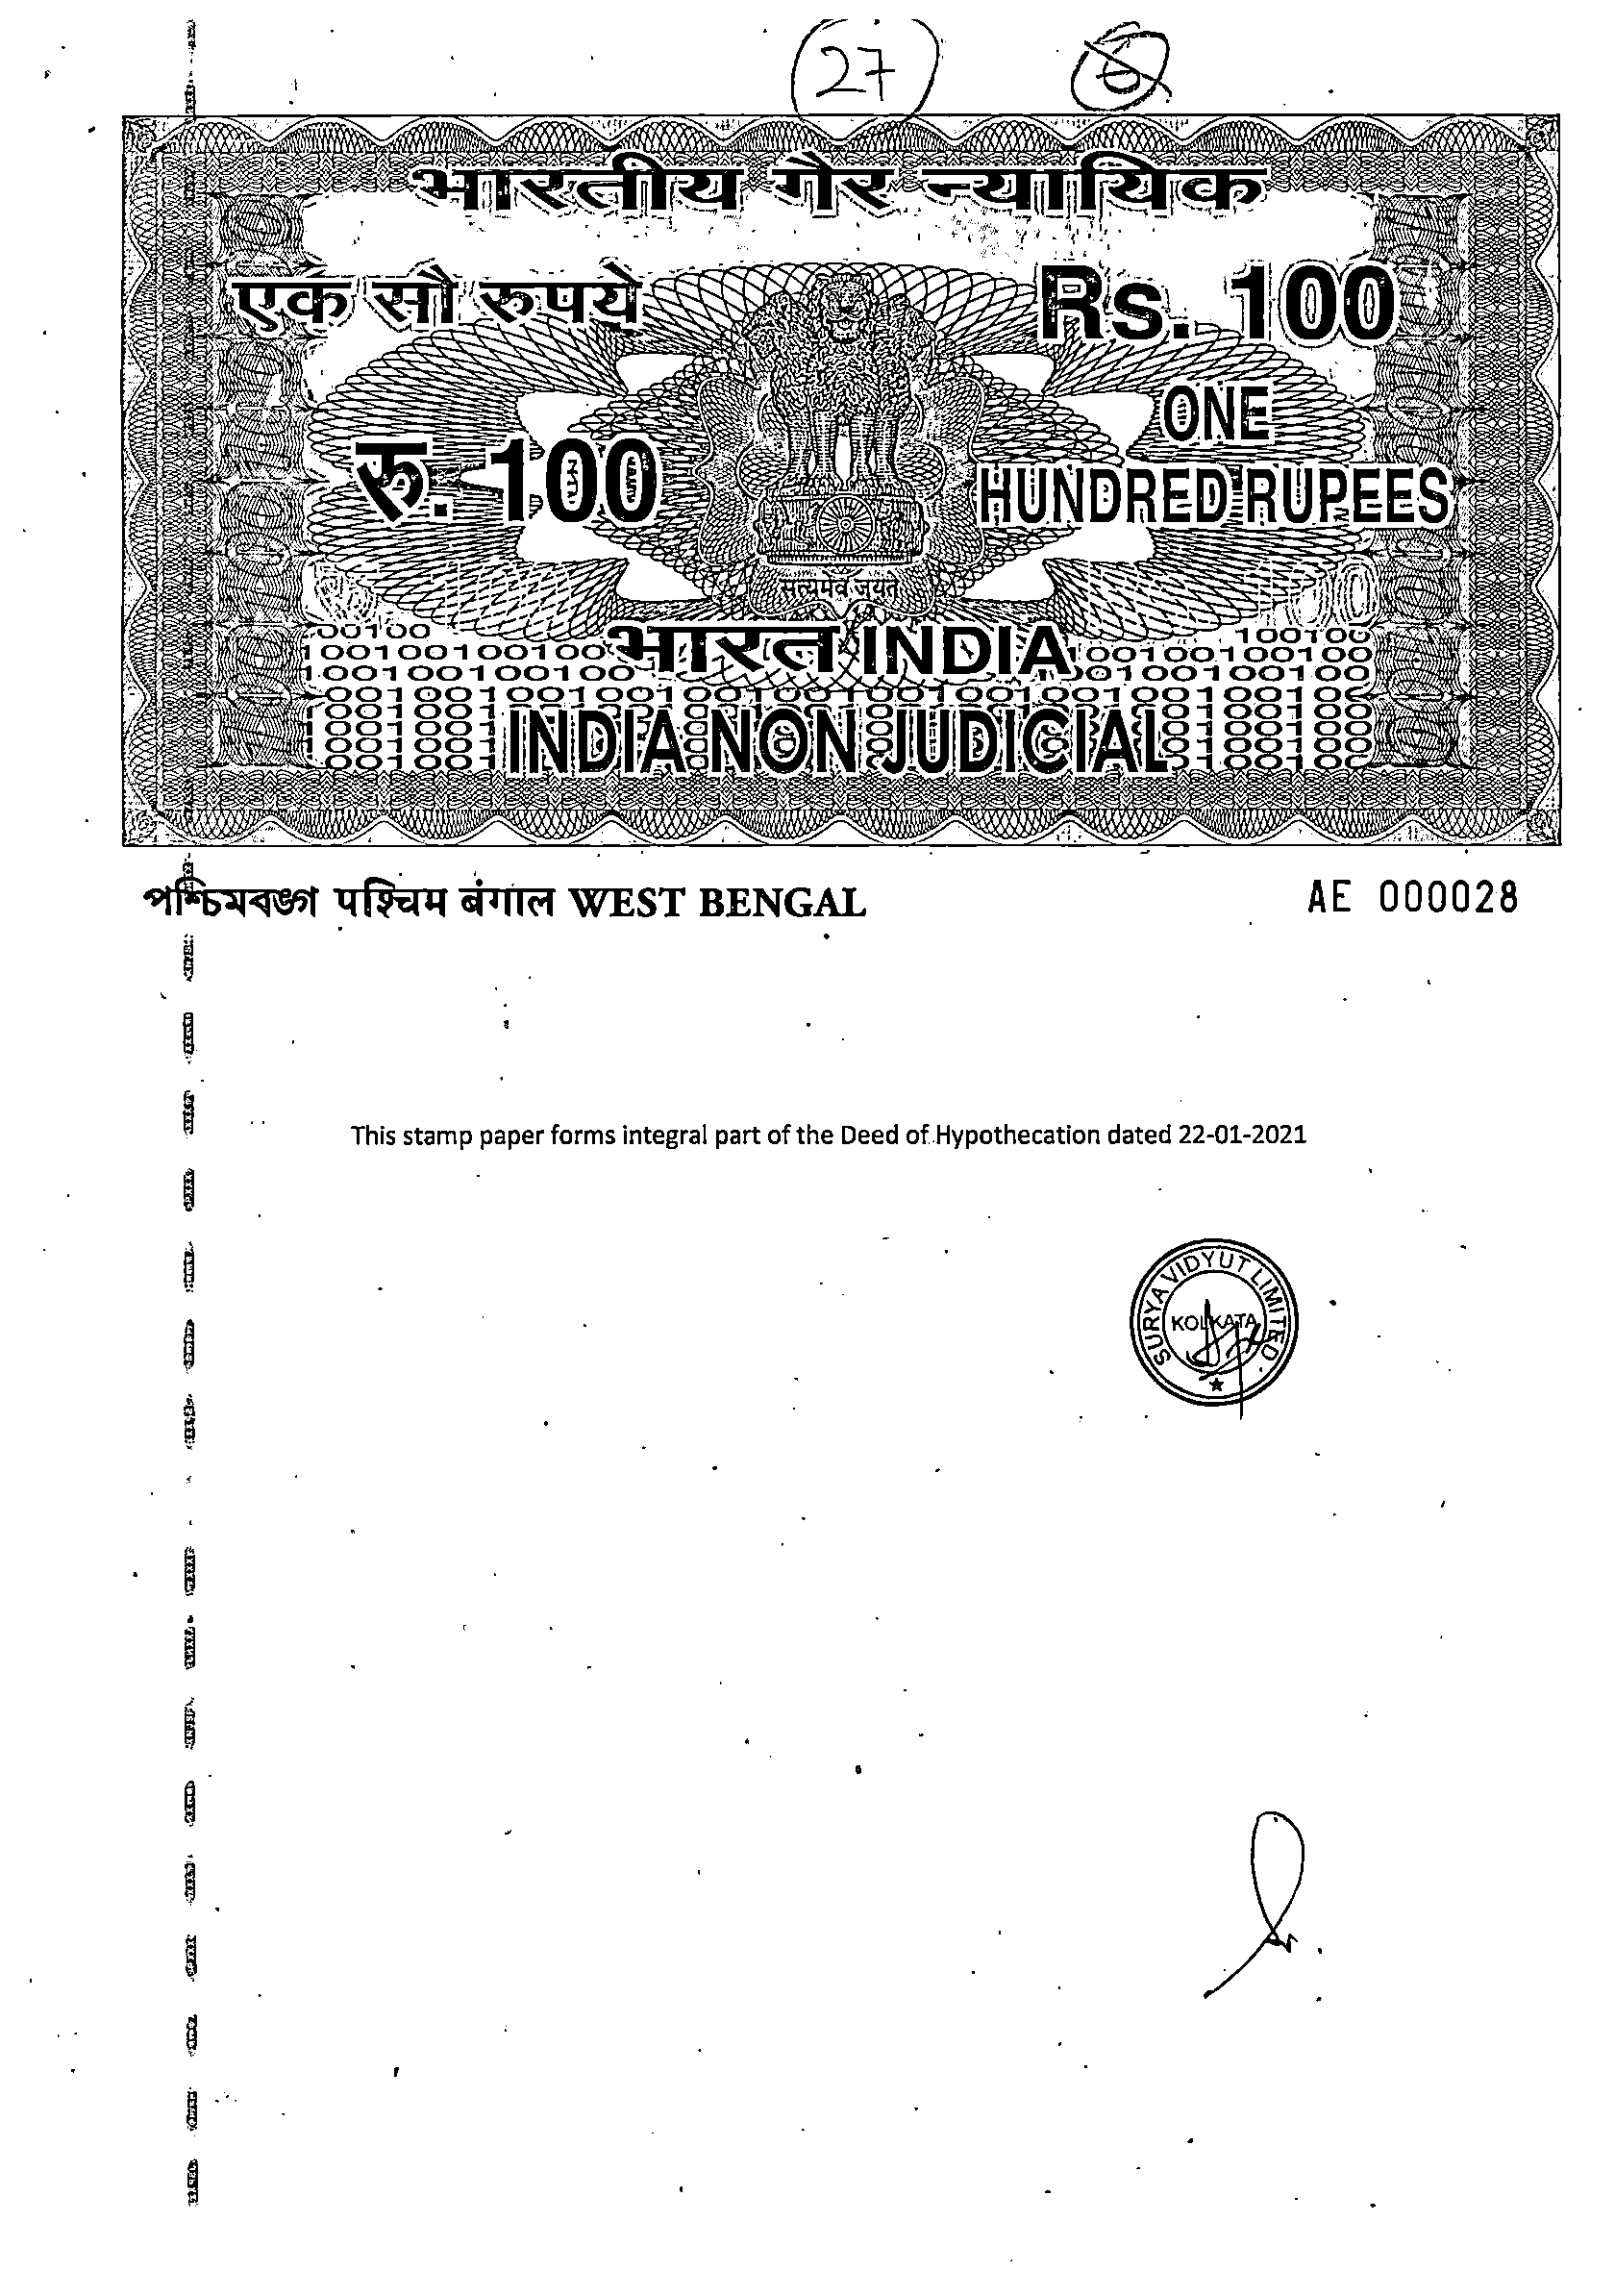 27
भारतीय गैर न्यायिक
एक सौ रुपये
Rs. 100
ONE
रु. 100
HUNDRED RUPEES
सत्यमेव जयते
भारत INDIA
INDIA NON JUDICIAL
পশ্চিমবঙ্গ पश्चिम बंगाल WEST BENGAL
AE 000028
This stamp paper forms integral part of the Deed of Hypothecation dated 22-01-2021
SURYA VIDYUT LIMITED
KOLKATA